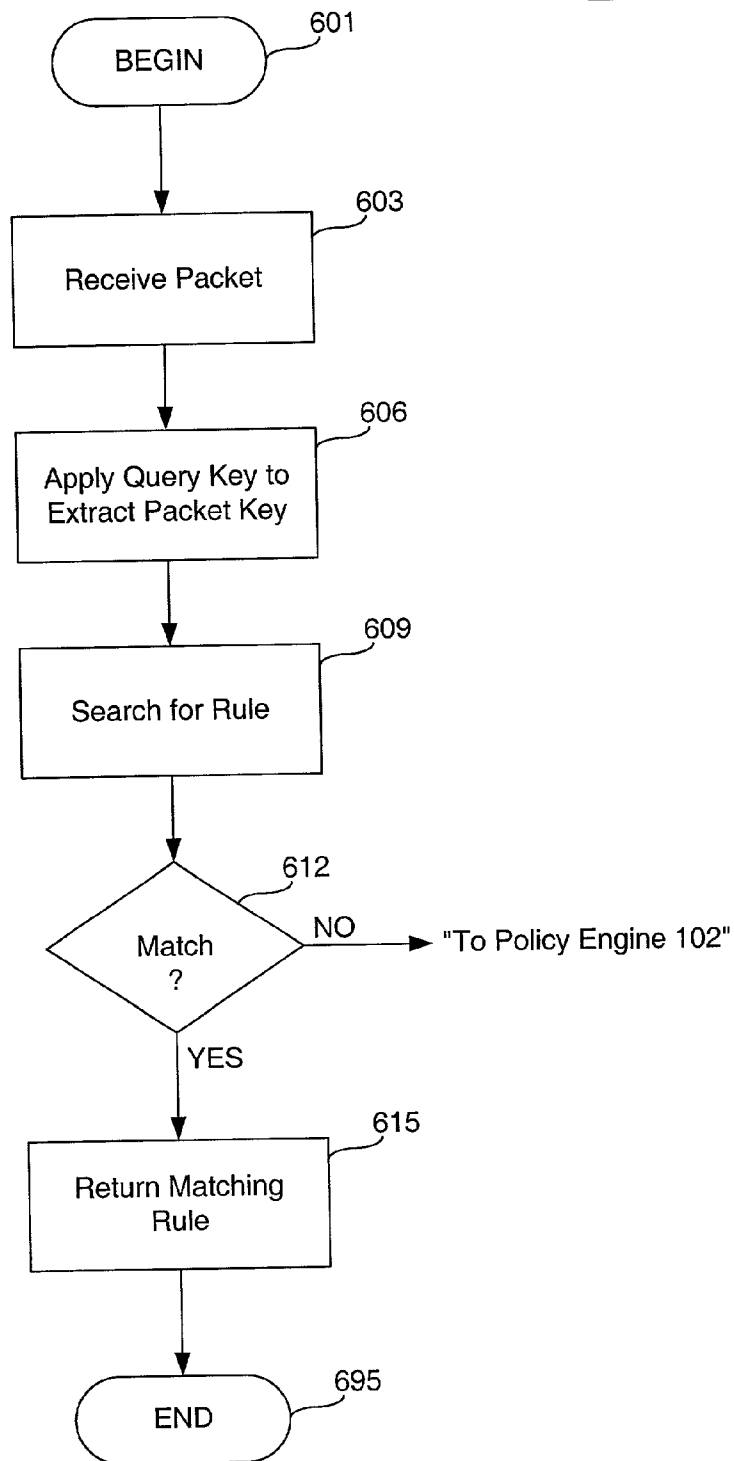 601
BEGIN
603
Receive Packet
606
Apply Query Key to
Extract Packet Key
609
Search for Rule
612
Match
?
NO
"To Policy Engine 102"
YES
615
Return Matching
Rule
695
END